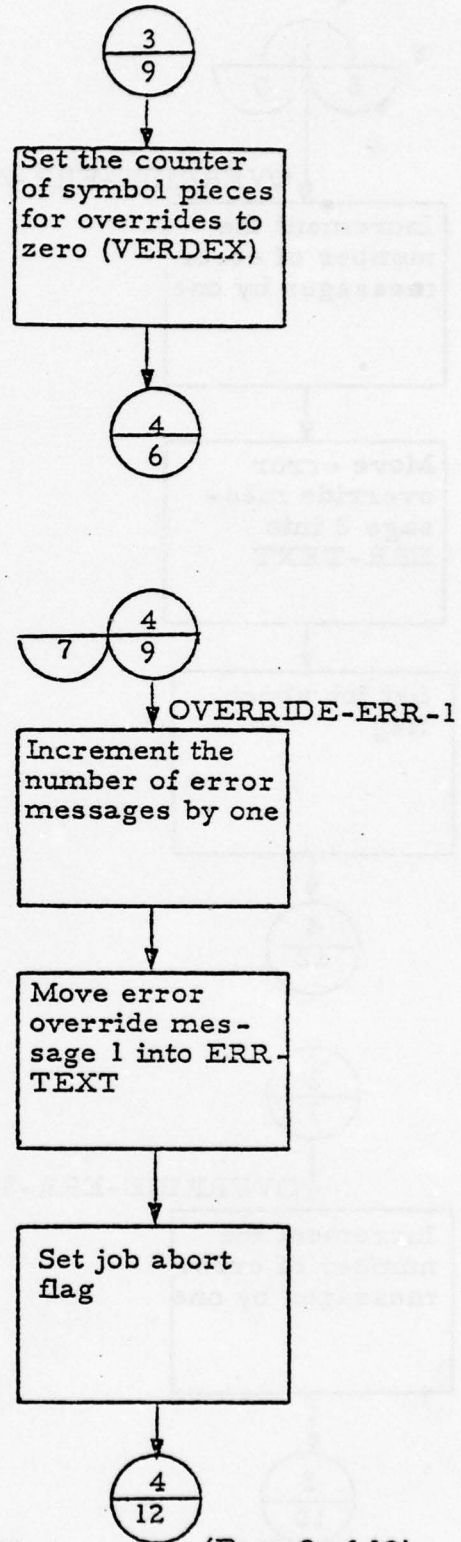 3
9
Set the counter
of symbol pieces
for overrides to
zero (VERDEX)
4
6
7
4
9
OVERRIDE-ERR-1
Increment the
number of error
messages by one
Move error
override mes-
sage 1 into ERR-
TEXT
Set job abort
flag
4
12